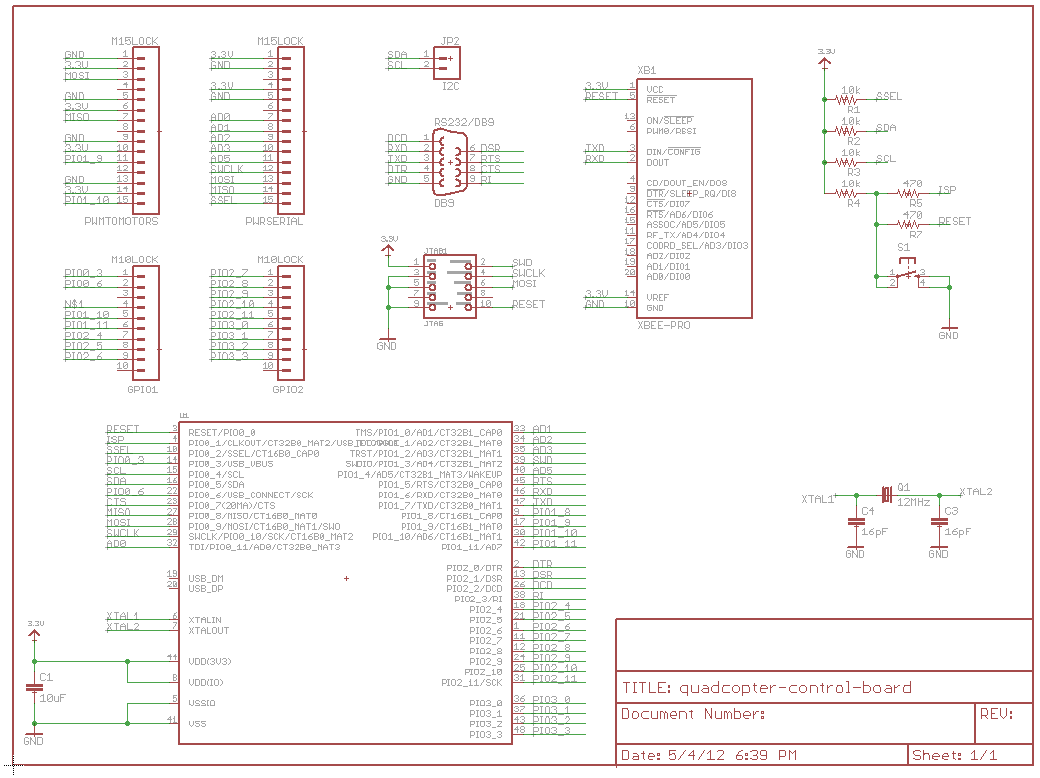 M15LOCK
GND 1
3.3V 2
MOSI 3
4
GND 5
3.3V 6
MISO 7
8
GND 9
3.3V 10
PIO1_9 11
12
GND 13
3.3V 14
PIO1_10 15
PWMTOMOTORS
M15LOCK
3.3V 1
GND 2
3
3.3V 4
GND 5
6
AD0 7
AD1 8
AD2 9
AD3 10
AD5 11
SWCLK 12
MOSI 13
MISO 14
SSEL 15
PWRSERIAL
M10LOCK
PIO0_3 1
PIO0_6 2
3
N$1 4
PIO1_10 5
PIO1_11 6
PIO2_4 7
PIO2_5 8
PIO2_6 9
10
GPIO1
M10LOCK
PIO2_7 1
PIO2_8 2
PIO2_9 3
PIO2_10 4
PIO2_11 5
PIO3_0 6
PIO3_1 7
PIO3_2 8
PIO3_3 9
10
GPIO2
JP2
SDA 1
SCL 2
I2C
RS232/DB9
DCD 1
RXD 2
TXD 3
DTR 4
GND 5
6 DSR
7 RTS
8 CTS
9 RI
DB9
3.3V
JTAB1
1 2 SWD
3 4 SWCLK
5 6 MOSI
7 8
9 10 RESET
JTAG
GND
XB1
3.3V 1 VCC
RESET 5 RESET
13 ON/SLEEP
6 PWM0/RSSI
TXD 3 DIN/CONFIG
RXD 2 DOUT
4 CD/DOUT_EN/DO8
9 DTR/SLEEP_RQ/DI8
12 CTS/DIO7
16 RTS/AD6/DIO6
15 ASSOC/AD5/DIO5
11 RF_TX/AD4/DIO4
17 CODRD_SEL/AD3/DIO3
18 AD2/DIO2
19 AD1/DIO1
20 AD0/DIO0
3.3V 14 VREF
GND 10 GND
XBEE-PRO
3.3V
10k SSEL
R1
10k SDA
R2
10k SCL
R3
10k 470 ISP
R4 R5
470 RESET
R7
S1
1 3
2 4
GND
U1
RESET 3 RESET/PIO0_0
ISP 4 PIO0_1/CLKOUT/CT32B0_MAT2/USB_FTOGGLE
SSEL 10 PIO0_2/SSEL/CT16B0_CAP0
PIO0_3 14 PIO0_3/USB_VBUS
SCL 15 PIO0_4/SCL
SDA 16 PIO0_5/SDA
PIO0_6 22 PIO0_6/USB_CONNECT/SCK
CTS 23 PIO0_7(20MA)/CTS
MISO 27 PIO0_8/MISO/CT16B0_MAT0
MOSI 28 PIO0_9/MOSI/CT16B0_MAT1/SWO
SWCLK 29 SWCLK/PIO0_10/SCK/CT16B0_MAT2
AD0 32 TDI/PIO0_11/AD0/CT32B0_MAT3
19 USB_DM
20 USB_DP
XTAL1 6 XTALIN
XTAL2 7 XTALOUT
44 VDD(3V3)
8 VDD(IO)
5 VSSIO
41 VSS
TMS/PIO1_0/AD1/CT32B1_CAP0 33 AD1
PIO1_1/AD2/CT32B1_MAT0 34 AD2
TRST/PIO1_2/AD3/CT32B1_MAT1 35 AD3
SWDIO/PIO1_3/AD4/CT32B1_MAT2 39 SWD
PIO1_4/AD5/CT32B1_MAT3/WAKEUP 40 AD5
PIO1_5/RTS/CT32B0_CAP0 45 RTS
PIO1_6/RXD/CT32B0_MAT0 46 RXD
PIO1_7/TXD/CT32B0_MAT1 47 TXD
PIO1_8/CT16B1_CAP0 9 PIO1_8
PIO1_9/CT16B1_MAT0 17 PIO1_9
PIO1_10/AD6/CT16B1_MAT1 30 PIO1_10
PIO1_11/AD7 42 PIO1_11
PIO2_0/DTR 2 DTR
PIO2_1/DSR 13 DSR
PIO2_2/DCD 26 DCD
PIO2_3/RI 38 RI
PIO2_4 18 PIO2_4
PIO2_5 21 PIO2_5
PIO2_6 1 PIO2_6
PIO2_7 11 PIO2_7
PIO2_8 12 PIO2_8
PIO2_9 24 PIO2_9
PIO2_10 25 PIO2_10
PIO2_11/SCK 31 PIO2_11
PIO3_0 36 PIO3_0
PIO3_1 37 PIO3_1
PIO3_2 43 PIO3_2
PIO3_3 48 PIO3_3
3.3V
C1
10uF
GND
XTAL1 Q1 XTAL2
12MHz
C4 C3
16pF 16pF
GND GND
TITLE: quadcopter-control-board
Document Number:
REV:
Date: 5/4/12 6:39 PM
Sheet: 1/1